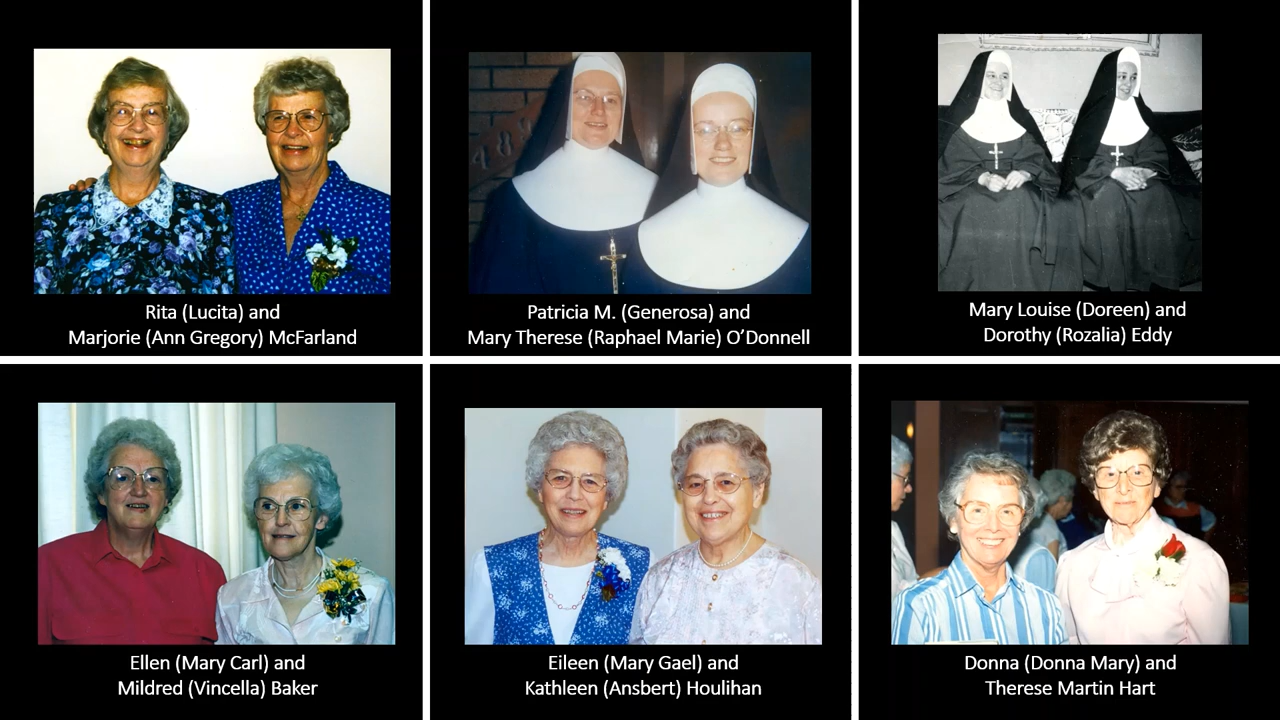 Rita (Lucita) and
Marjorie (Ann Gregory) McFarland
Patricia M. (Generosa) and
Mary Therese (Raphael Marie) O’Donnell
Mary Louise (Doreen) and
Dorothy (Rozalia) Eddy
Ellen (Mary Carl) and
Mildred (Vincella) Baker
Eileen (Mary Gael) and
Kathleen (Ansbert) Houlihan
Donna (Donna Mary) and
Therese Martin Hart